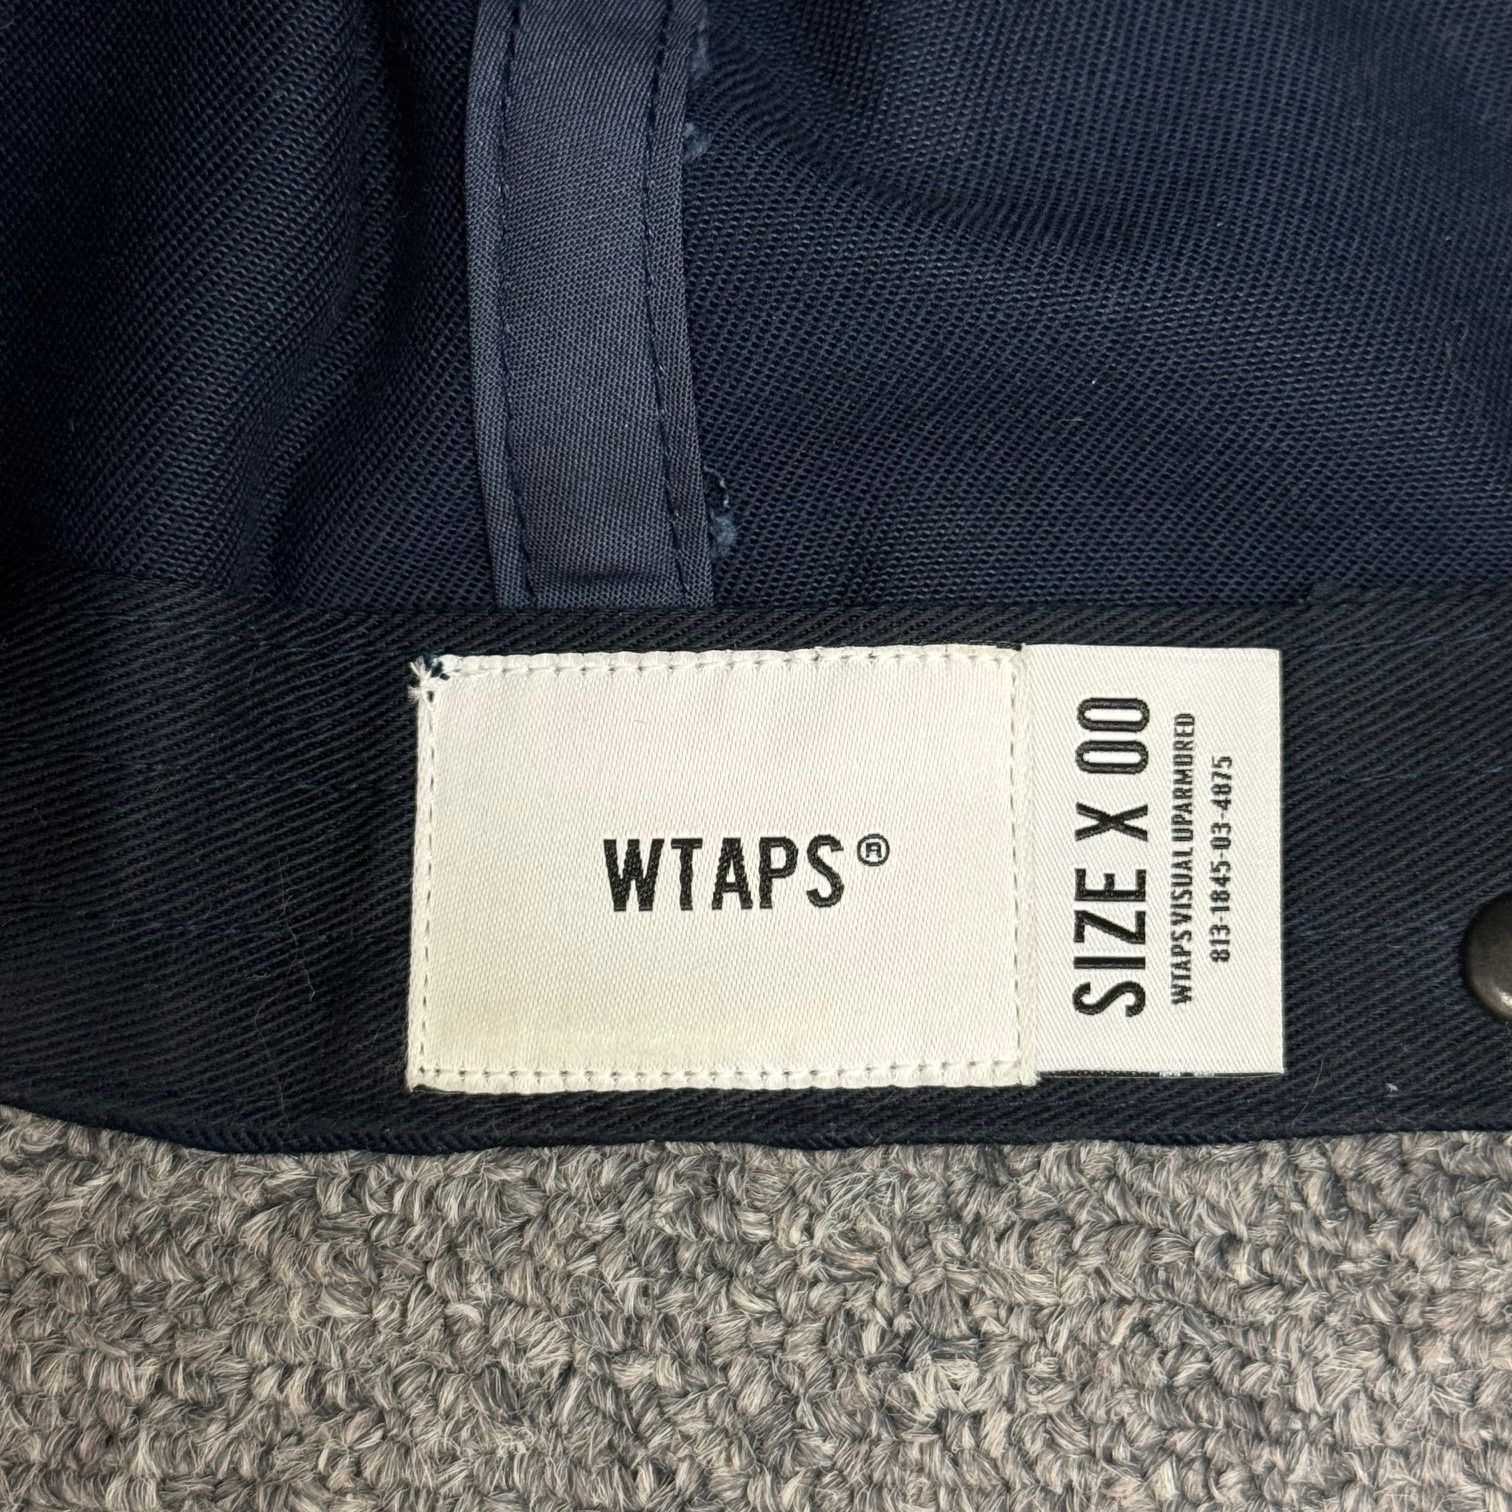 WTAPS®
SIZE X 00
WTAPS VISUAL UPARMORED
813-1845-03-4875